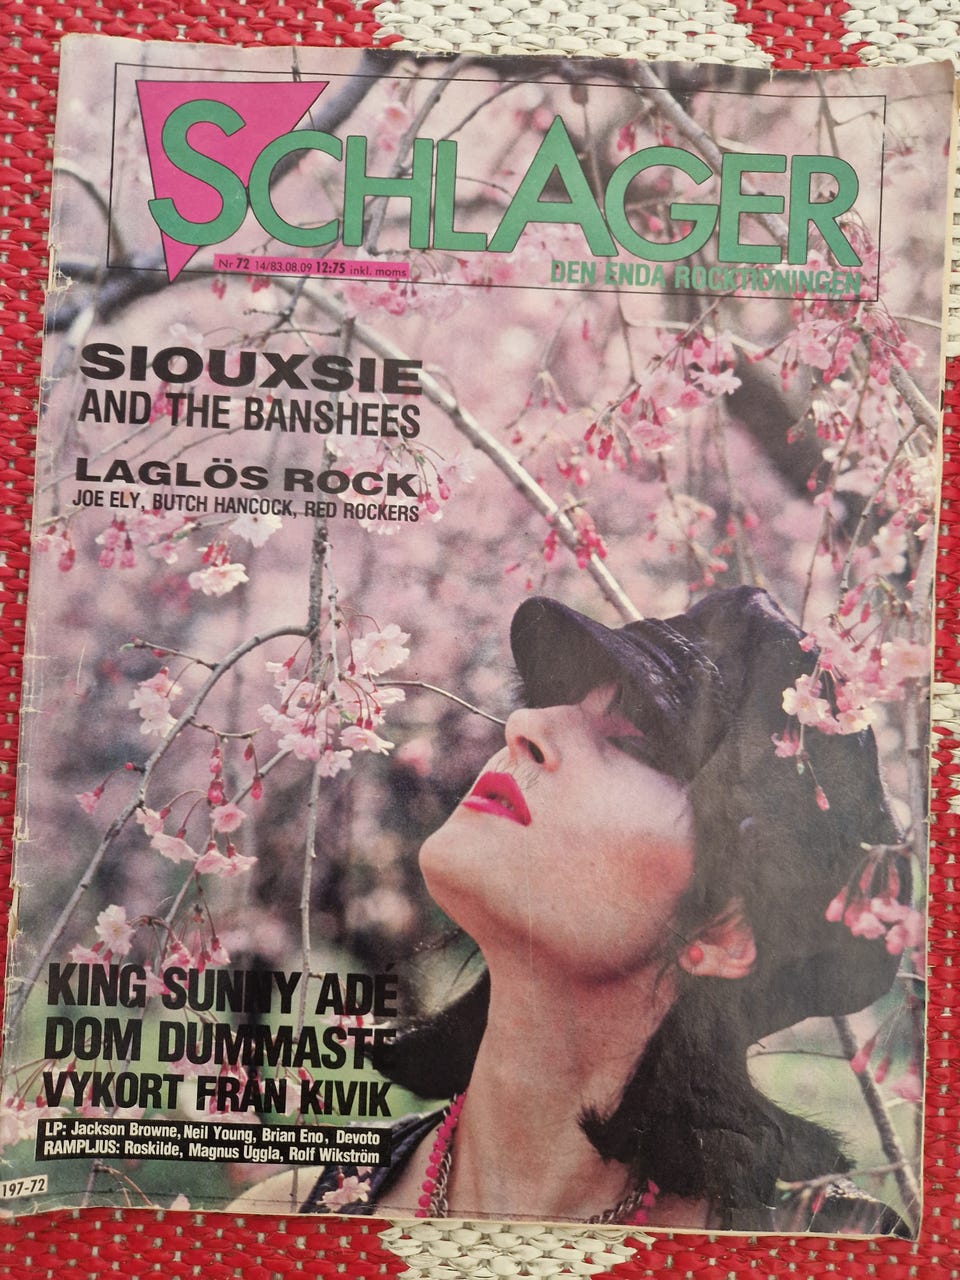 SCHLAGER
Nr 72 14/83.08.09 12:75 inkl. moms
DEN ENDA ROCKTIDNINGEN
SIOUXSIE
AND THE BANSHEES
LAGLÖS ROCK
JOE ELY, BUTCH HANCOCK, RED ROCKERS
KING SUNNY ADÉ
DOM DUMMASTE
VYKORT FRÅN KIVIK
LP: Jackson Browne, Neil Young, Brian Eno, Devoto
RAMPLJUS: Roskilde, Magnus Uggla, Rolf Wikström
197-72